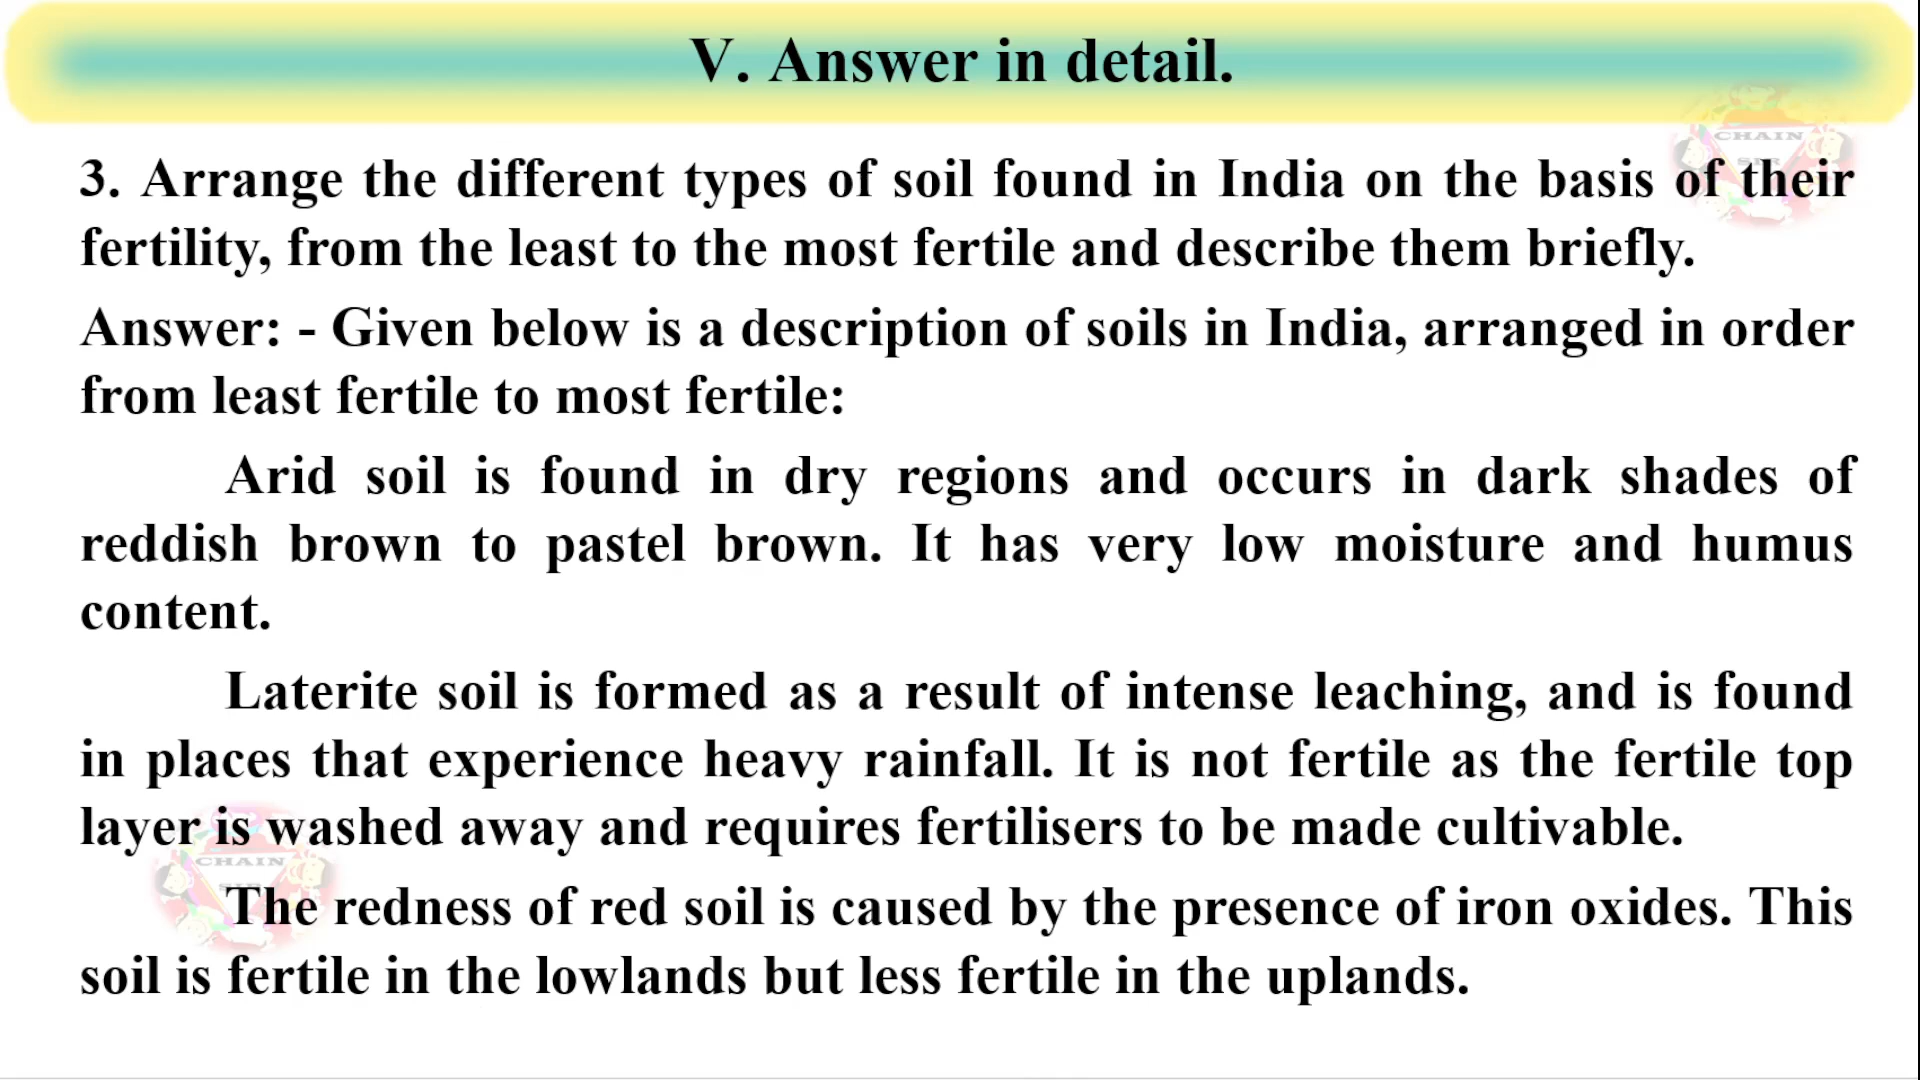 V. Answer in detail.
CHAIN
SIR
3. Arrange the different types of soil found in India on the basis of their
fertility, from the least to the most fertile and describe them briefly.
Answer: - Given below is a description of soils in India, arranged in order
from least fertile to most fertile:
Arid soil is found in dry regions and occurs in dark shades of
reddish brown to pastel brown. It has very low moisture and humus
content.
Laterite soil is formed as a result of intense leaching, and is found
in places that experience heavy rainfall. It is not fertile as the fertile top
layer is washed away and requires fertilisers to be made cultivable.
CHAIN
SIR
The redness of red soil is caused by the presence of iron oxides. This
soil is fertile in the lowlands but less fertile in the uplands.